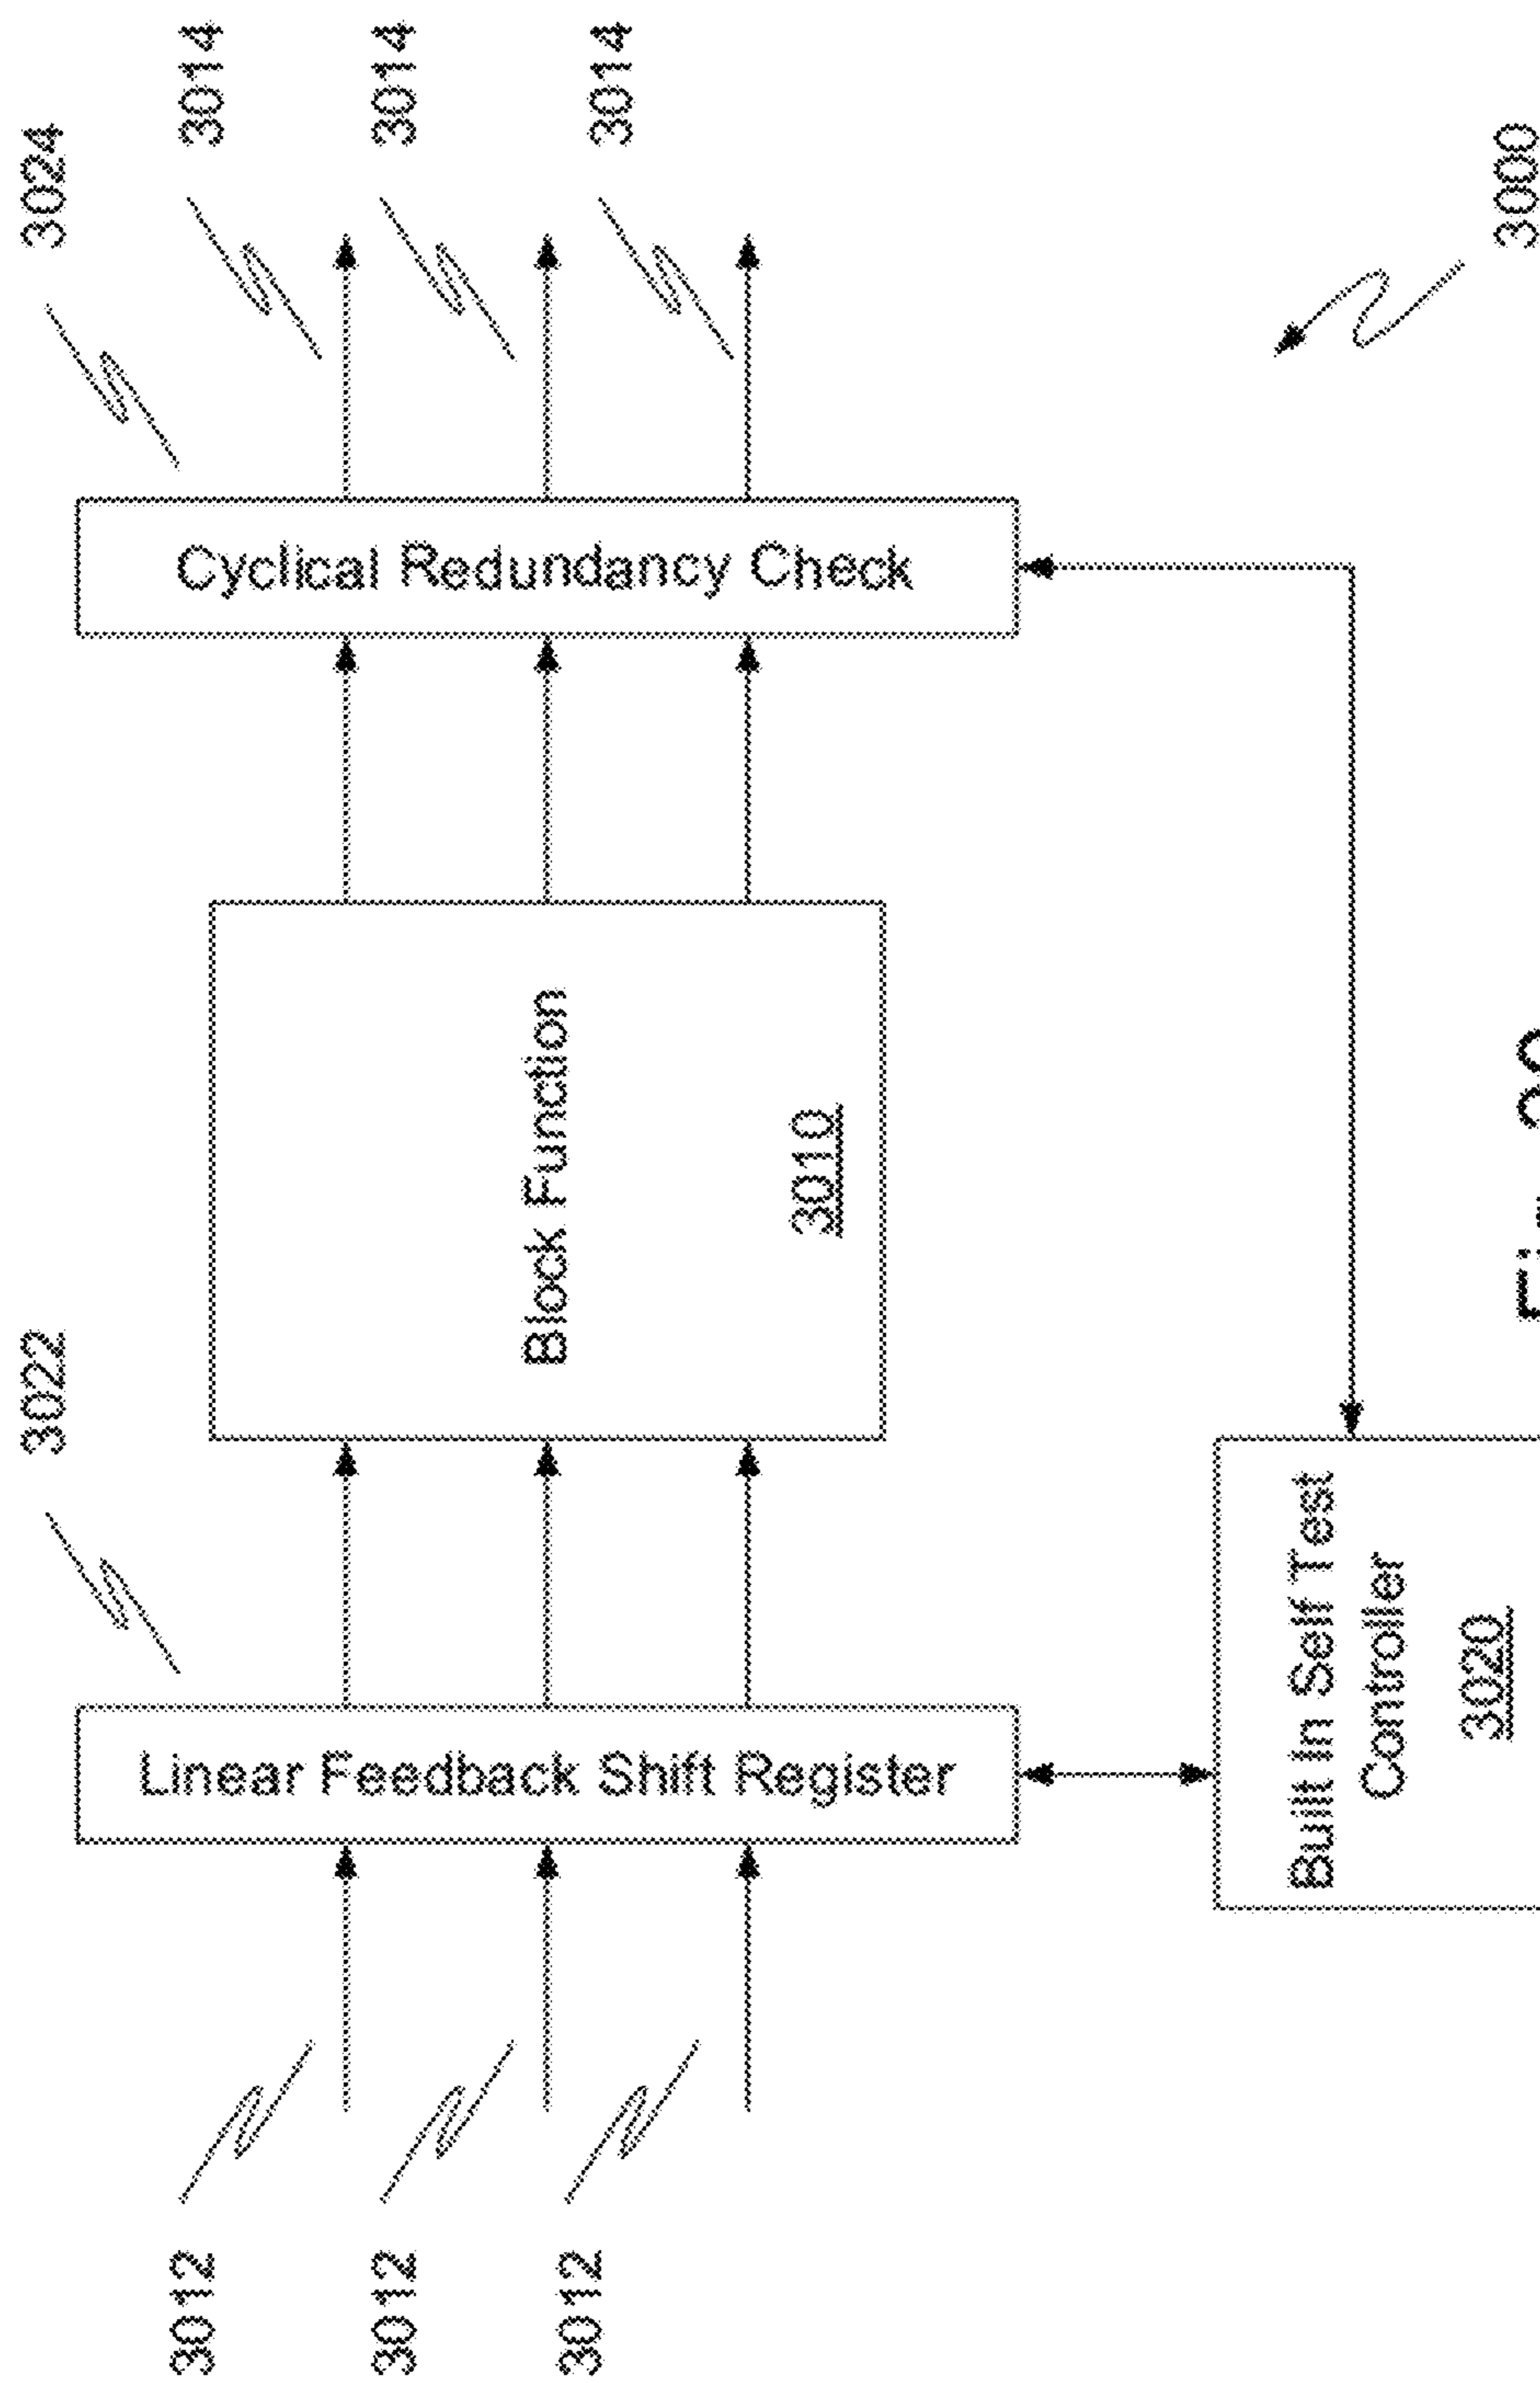 3022
3024
3012
3014
3012
3014
3012
3014
Linear Feedback Shift Register
Block Function
3010
Cyclical Redundancy Check
Built In Self Test
Controller
3020
3000